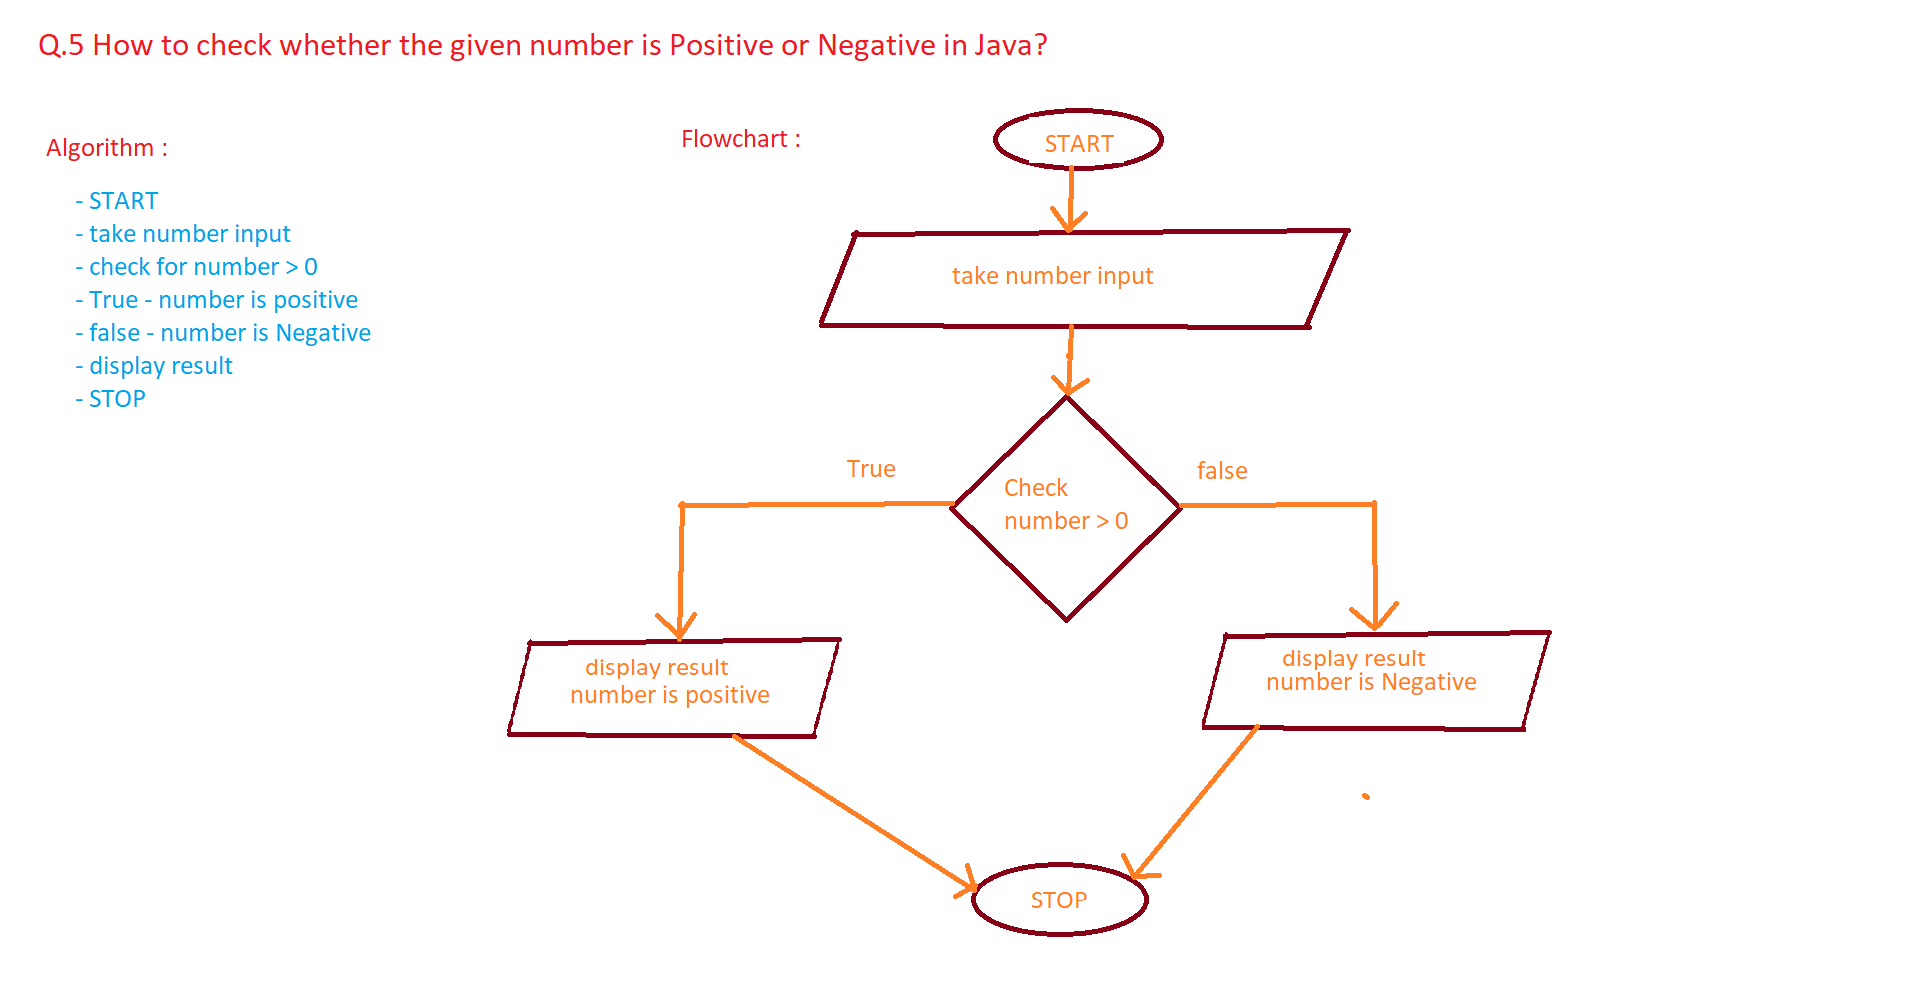 Q.5 How to check whether the given number is Positive or Negative in Java?
Algorithm :
- START
- take number input
- check for number > 0
- True - number is positive
- false - number is Negative
- display result
- STOP
Flowchart :
START
take number input
Check
number > 0
True
false
display result
number is positive
display result
number is Negative
STOP